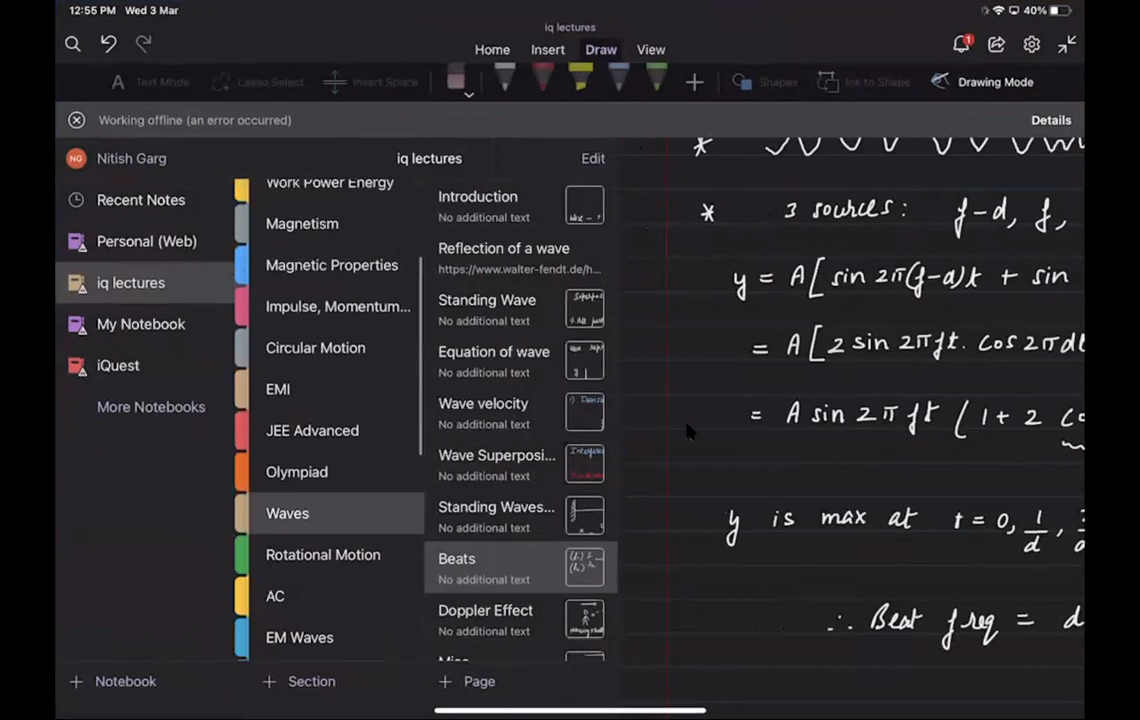 12:55 PM Wed 3 Mar
40%
iq lectures
Home Insert Draw View
1
Text Mode Lasso Select Insert Space Shapes Ink to Shape Drawing Mode
Working offline (an error occurred) Details
NG Nitish Garg
iq lectures
Edit
Recent Notes
Personal (Web)
iq lectures
My Notebook
iQuest
More Notebooks
Work Power Energy
Magnetism
Magnetic Properties
Impulse, Momentum...
Circular Motion
EMI
JEE Advanced
Olympiad
Waves
Rotational Motion
AC
EM Waves
Introduction
No additional text
Reflection of a wave
https://www.walter-fendt.de/h...
Standing Wave
No additional text
Equation of wave
No additional text
Wave velocity
No additional text
Wave Superposi...
No additional text
Standing Waves...
No additional text
Beats
No additional text
Doppler Effect
No additional text
+ Notebook
+ Section
+ Page
*
* 3 sources: f-d, f,
y = A[ sin 2π(f-d)t + sin
= A[ 2 sin 2πft. cos 2πdt
= A sin 2πft ( 1 + 2 co
y is max at t = 0, 1/d,
∴ Beat freq = d